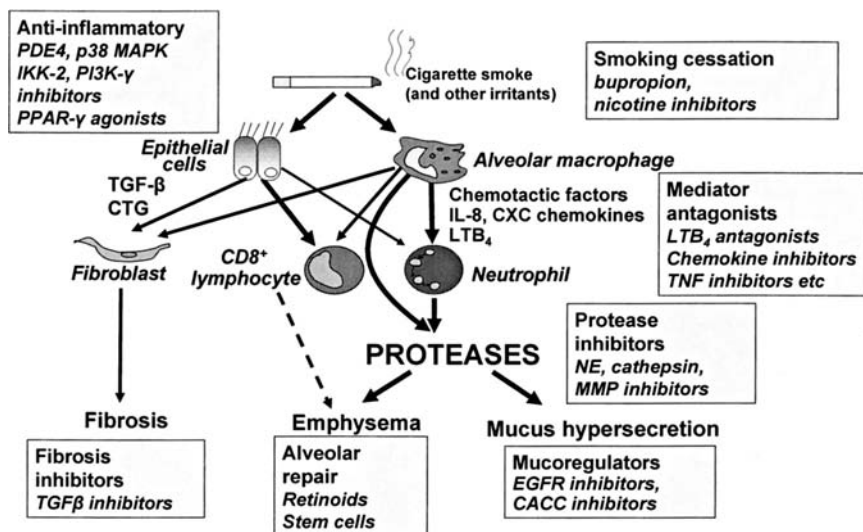 Anti-inflammatory
PDE4, p38 MAPK
IKK-2, PI3K-γ
inhibitors
PPAR-γ agonists
Cigarette smoke
(and other irritants)
Smoking cessation
bupropion,
nicotine inhibitors
Epithelial
cells
Alveolar macrophage
TGF-β
CTG
Chemotactic factors
IL-8, CXC chemokines
LTB₄
Mediator
antagonists
LTB₄ antagonists
Chemokine inhibitors
TNF inhibitors etc
Fibroblast
CD8⁺
lymphocyte
Neutrophil
Protease
inhibitors
NE, cathepsin,
MMP inhibitors
PROTEASES
Fibrosis
Emphysema
Mucus hypersecretion
Fibrosis
inhibitors
TGFβ inhibitors
Alveolar
repair
Retinoids
Stem cells
Mucoregulators
EGFR inhibitors,
CACC inhibitors